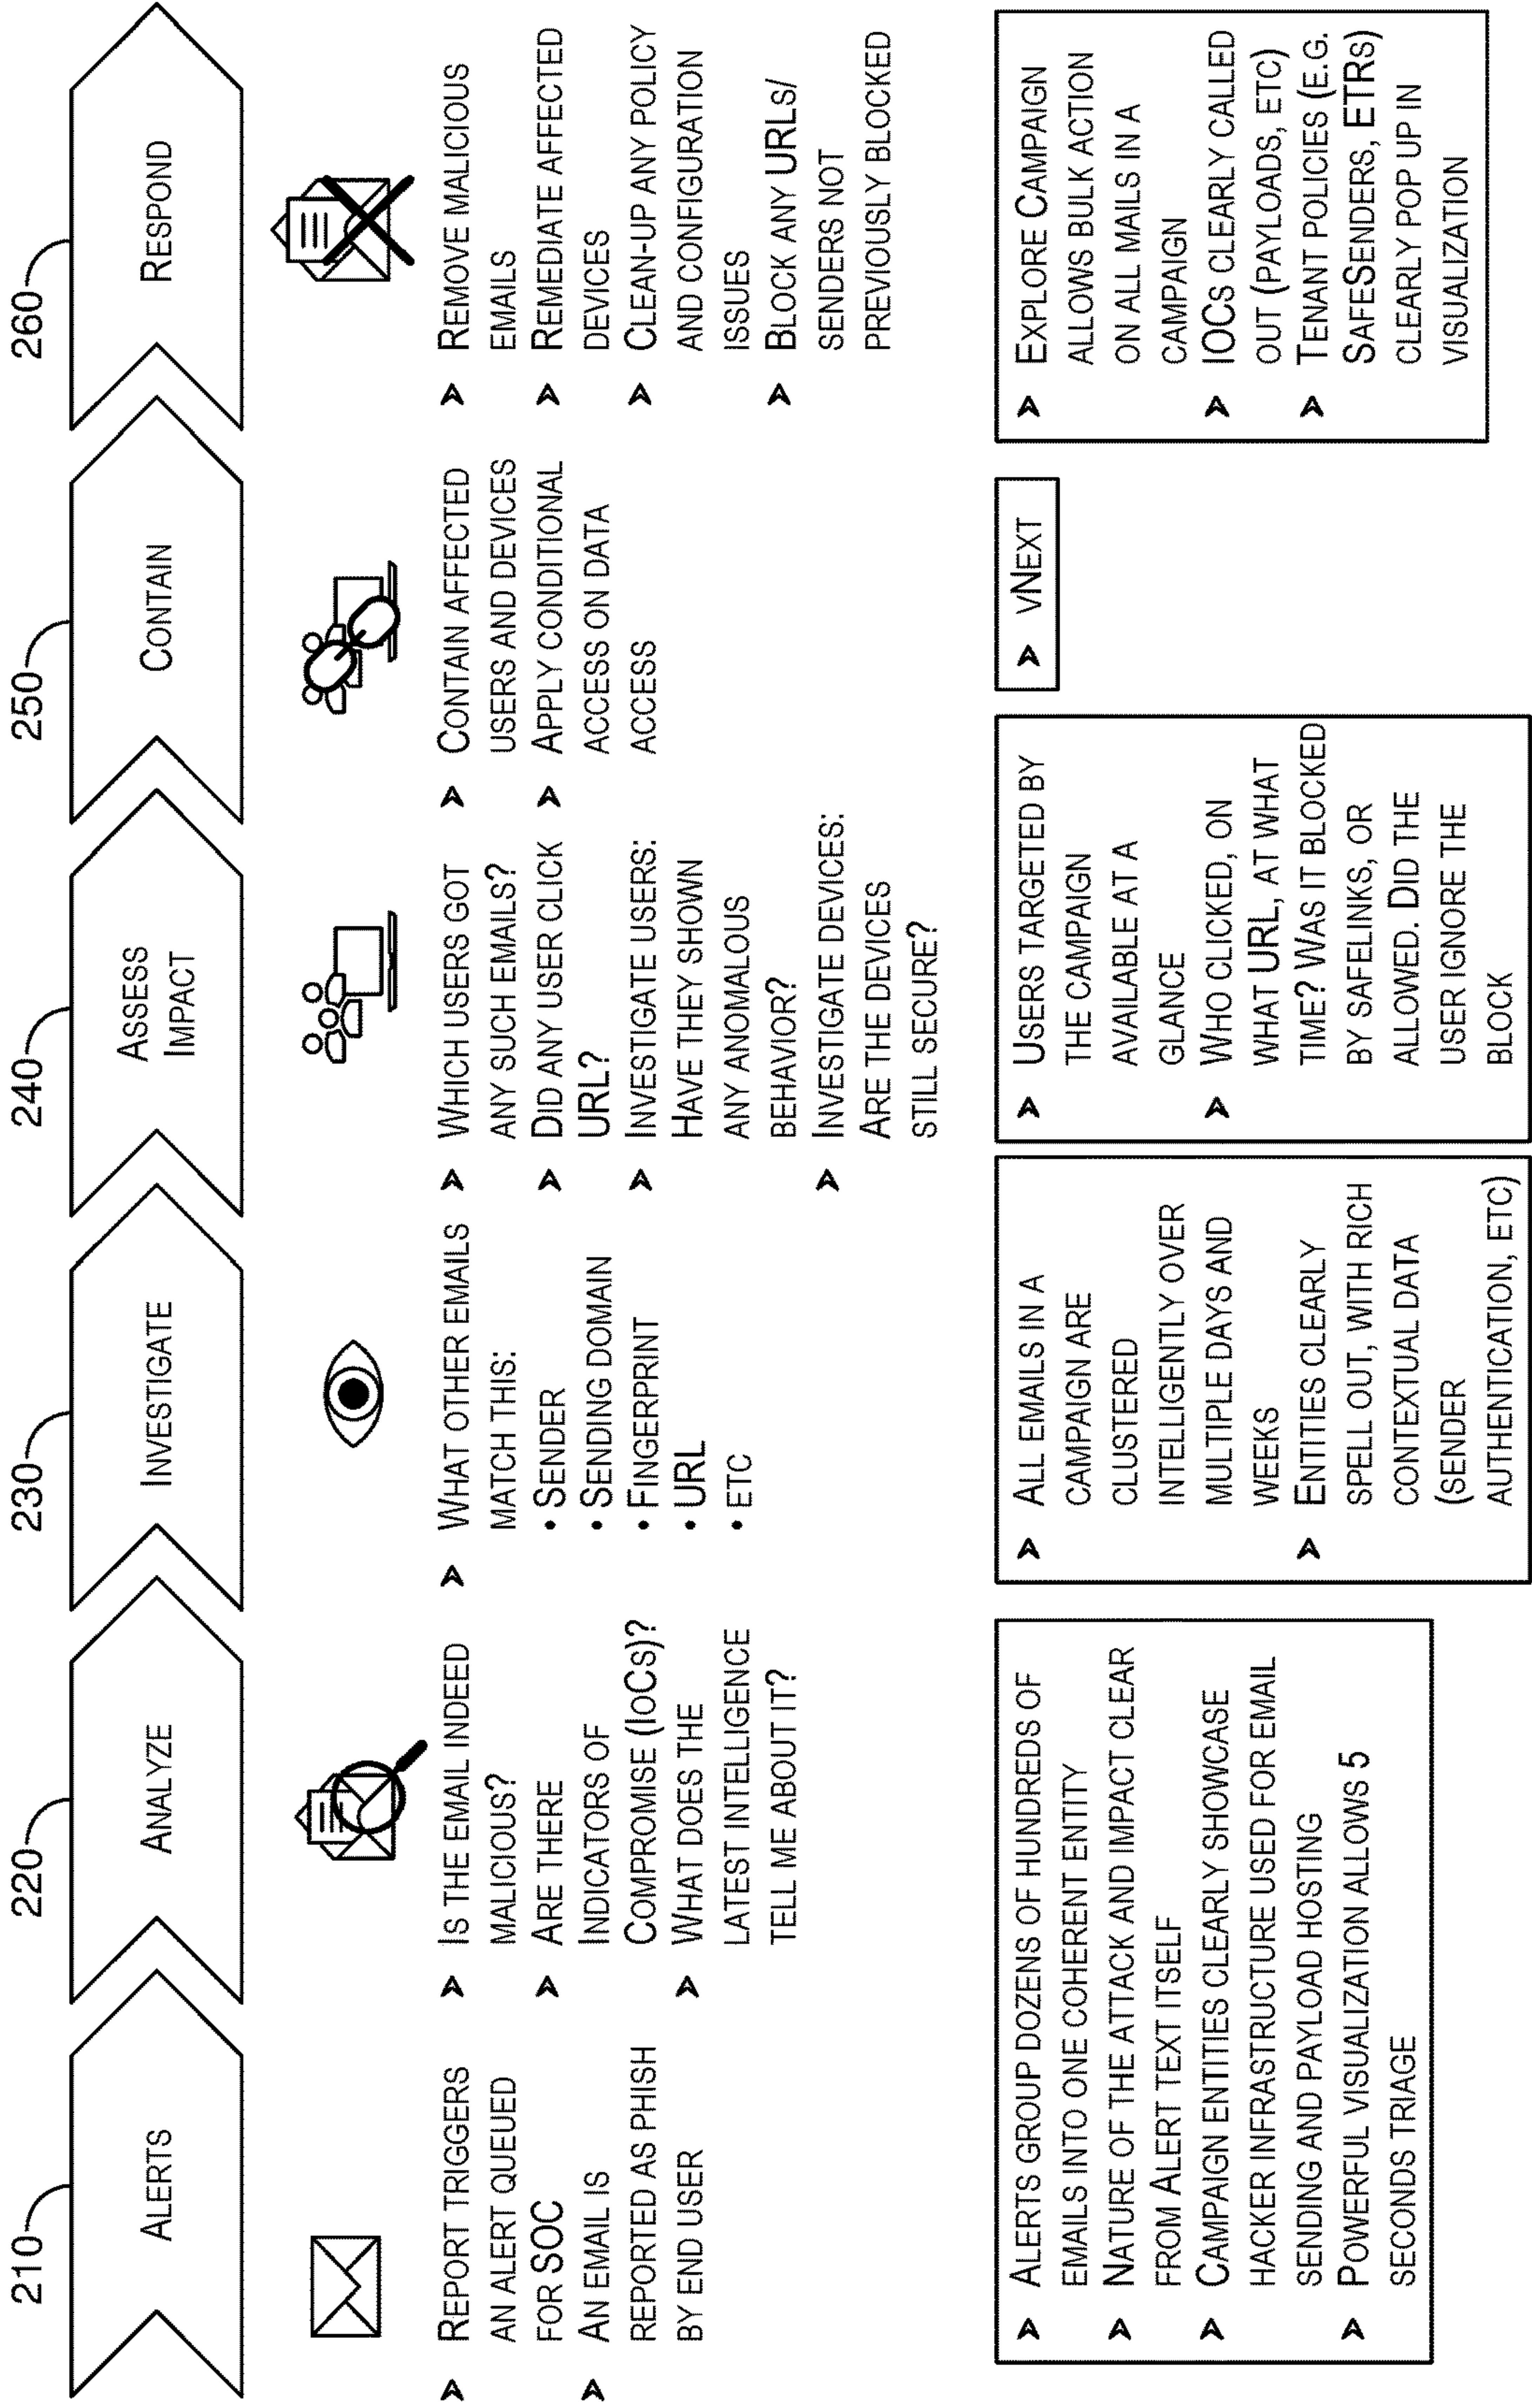 210
ALERTS
REPORT TRIGGERS
AN ALERT QUEUED
FOR SOC
AN EMAIL IS
REPORTED AS PHISH
BY END USER
220
ANALYZE
IS THE EMAIL INDEED
MALICIOUS?
ARE THERE
INDICATORS OF
COMPROMISE (IOCS)?
WHAT DOES THE
LATEST INTELLIGENCE
TELL ME ABOUT IT?
230
INVESTIGATE
WHAT OTHER EMAILS
MATCH THIS:
• SENDER
• SENDING DOMAIN
• FINGERPRINT
• URL
• ETC
240
ASSESS
IMPACT
WHICH USERS GOT
ANY SUCH EMAILS?
DID ANY USER CLICK
URL?
INVESTIGATE USERS:
HAVE THEY SHOWN
ANY ANOMALOUS
BEHAVIOR?
INVESTIGATE DEVICES:
ARE THE DEVICES
STILL SECURE?
250
CONTAIN
CONTAIN AFFECTED
USERS AND DEVICES
APPLY CONDITIONAL
ACCESS ON DATA
ACCESS
260
RESPOND
REMOVE MALICIOUS
EMAILS
REMEDIATE AFFECTED
DEVICES
CLEAN-UP ANY POLICY
AND CONFIGURATION
ISSUES
BLOCK ANY URLS/
SENDERS NOT
PREVIOUSLY BLOCKED
ALERTS GROUP DOZENS OF HUNDREDS OF
EMAILS INTO ONE COHERENT ENTITY
NATURE OF THE ATTACK AND IMPACT CLEAR
FROM ALERT TEXT ITSELF
CAMPAIGN ENTITIES CLEARLY SHOWCASE
HACKER INFRASTRUCTURE USED FOR EMAIL
SENDING AND PAYLOAD HOSTING
POWERFUL VISUALIZATION ALLOWS 5
SECONDS TRIAGE
ALL EMAILS IN A
CAMPAIGN ARE
CLUSTERED
INTELLIGENTLY OVER
MULTIPLE DAYS AND
WEEKS
ENTITIES CLEARLY
SPELL OUT, WITH RICH
CONTEXTUAL DATA
(SENDER
AUTHENTICATION, ETC)
USERS TARGETED BY
THE CAMPAIGN
AVAILABLE AT A
GLANCE
WHO CLICKED, ON
WHAT URL, AT WHAT
TIME? WAS IT BLOCKED
BY SAFELINKS, OR
ALLOWED. DID THE
USER IGNORE THE
BLOCK
VNEXT
EXPLORE CAMPAIGN
ALLOWS BULK ACTION
ON ALL MAILS IN A
CAMPAIGN
IOCS CLEARLY CALLED
OUT (PAYLOADS, ETC)
TENANT POLICIES (E.G.
SAFESENDERS, ETRS)
CLEARLY POP UP IN
VISUALIZATION